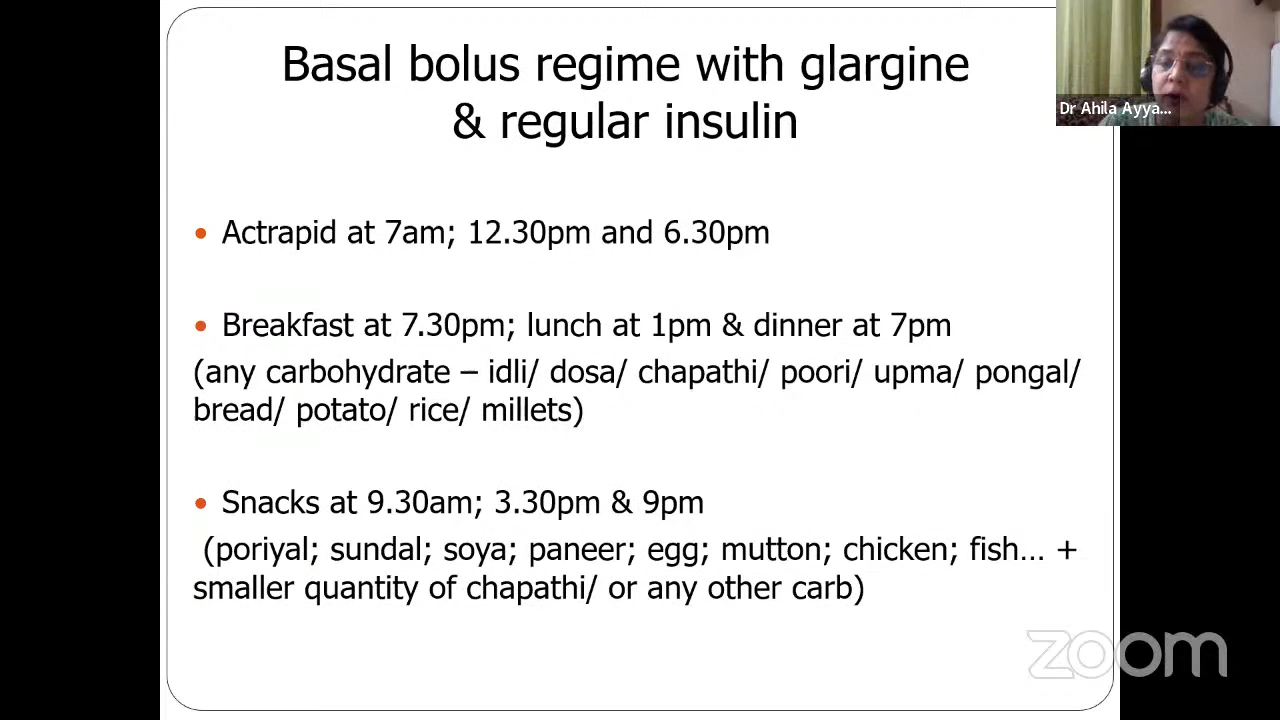 Basal bolus regime with glargine
& regular insulin
Dr Ahila Ayya...
• Actrapid at 7am; 12.30pm and 6.30pm
• Breakfast at 7.30pm; lunch at 1pm & dinner at 7pm
(any carbohydrate – idli/ dosa/ chapathi/ poori/ upma/ pongal/
bread/ potato/ rice/ millets)
• Snacks at 9.30am; 3.30pm & 9pm
(poriyal; sundal; soya; paneer; egg; mutton; chicken; fish... +
smaller quantity of chapathi/ or any other carb)
zoom